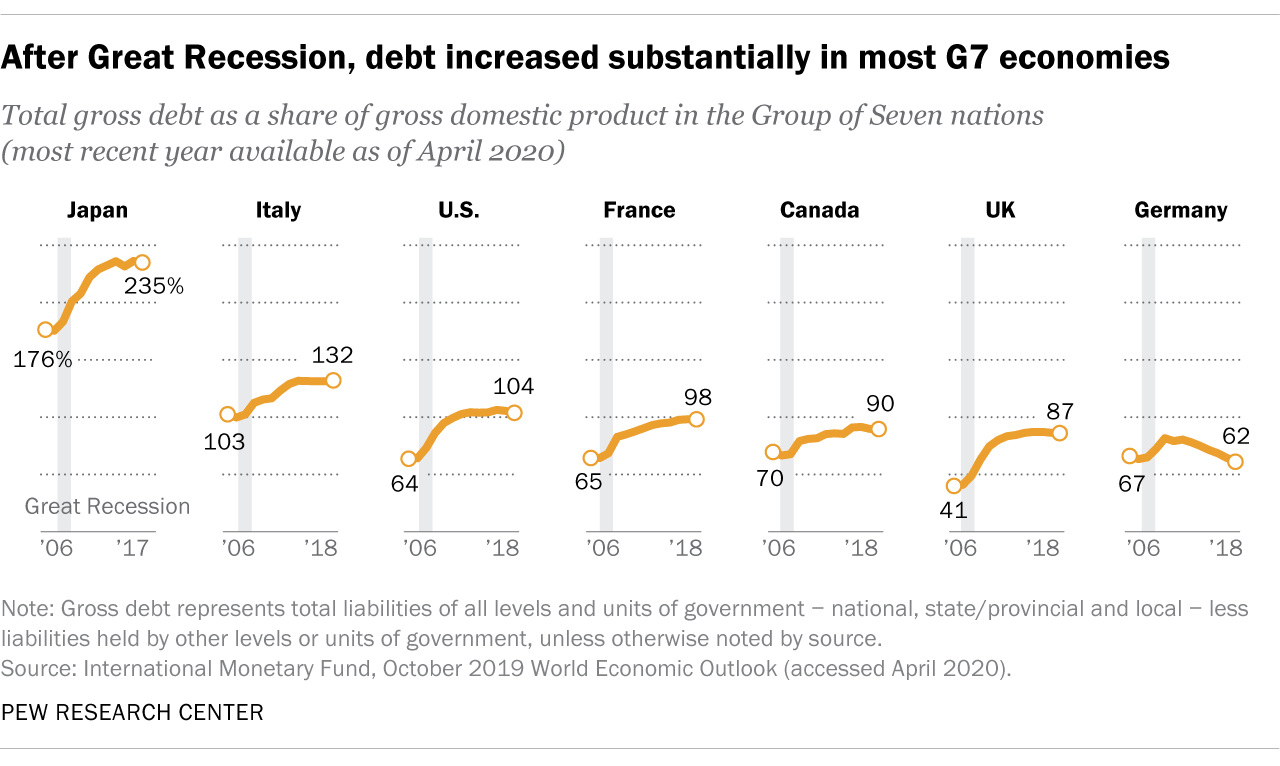 After Great Recession, debt increased substantially in most G7 economies
Total gross debt as a share of gross domestic product in the Group of Seven nations
(most recent year available as of April 2020)
Japan
Italy
U.S.
France
Canada
UK
Germany
235%
176%
132
103
104
64
98
65
90
70
87
41
62
67
Great Recession
’06 ’17
’06 ’18
’06 ’18
’06 ’18
’06 ’18
’06 ’18
’06 ’18
Note: Gross debt represents total liabilities of all levels and units of government – national, state/provincial and local – less
liabilities held by other levels or units of government, unless otherwise noted by source.
Source: International Monetary Fund, October 2019 World Economic Outlook (accessed April 2020).
PEW RESEARCH CENTER